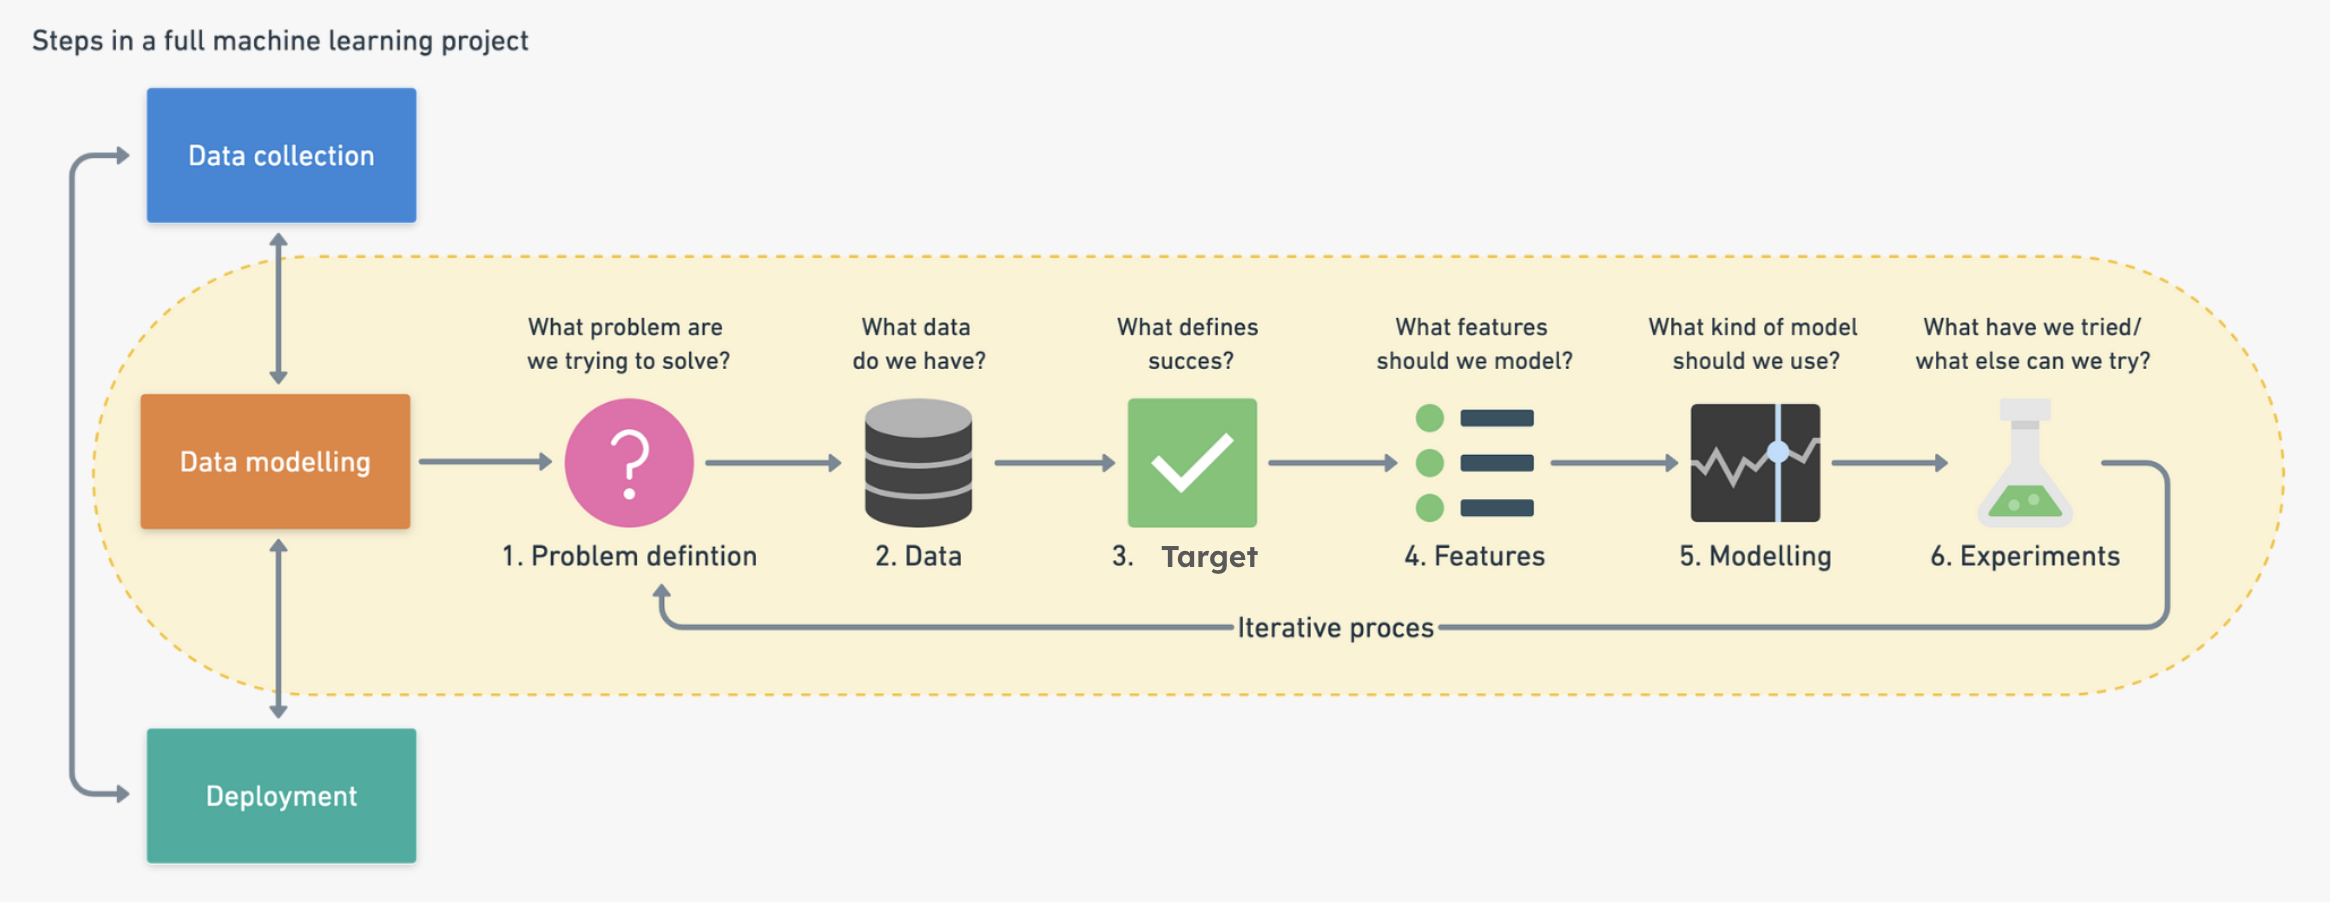 Steps in a full machine learning project
Data collection
What problem are
we trying to solve?
What data
do we have?
What defines
succes?
What features
should we model?
What kind of model
should we use?
What have we tried/
what else can we try?
Data modelling
?
1. Problem defintion
2. Data
3. Target
4. Features
5. Modelling
6. Experiments
Iterative proces
Deployment